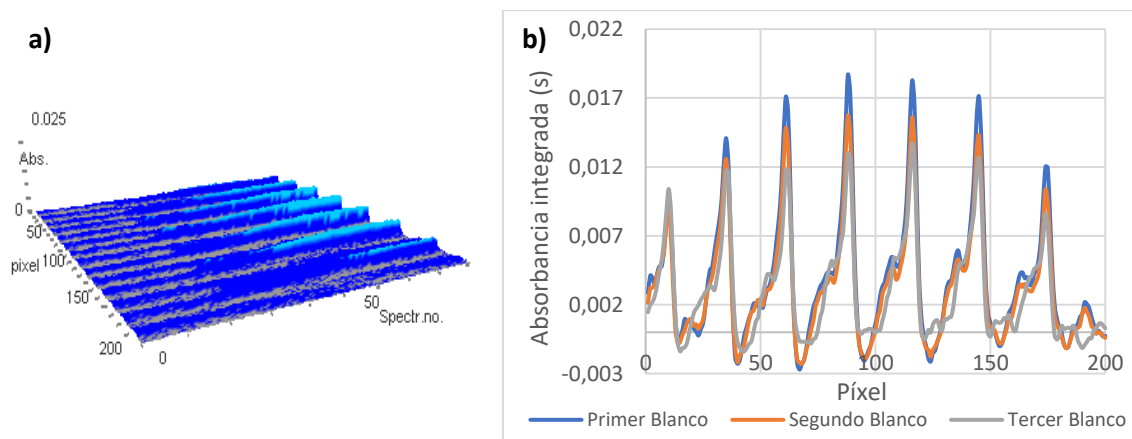 a)
0.025
Abs.
0
50
pixel
100
150
200
0
50
Spectr.no.
b)
Absorbancia integrada (s)
0,022
0,017
0,012
0,007
0,002
-0,003
0
50
100
150
200
Píxel
Primer Blanco
Segundo Blanco
Tercer Blanco